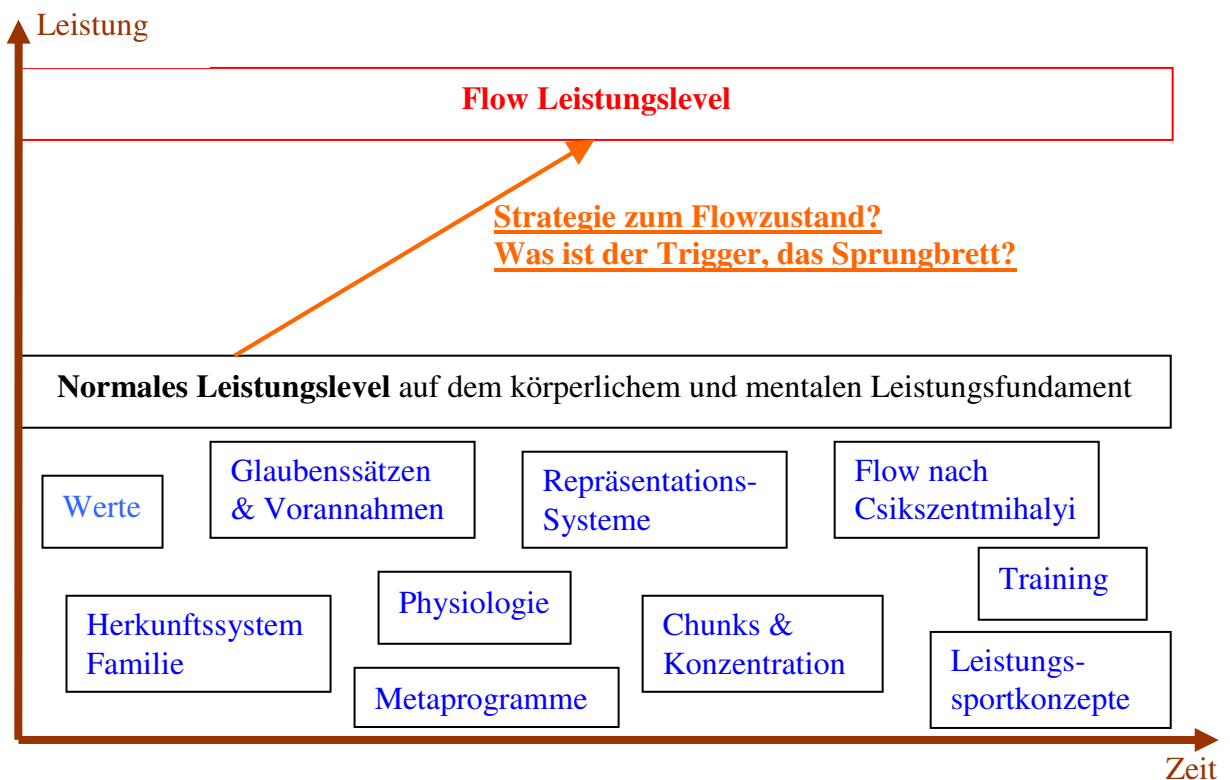 Leistung
Flow Leistungslevel
Strategie zum Flowzustand?
Was ist der Trigger, das Sprungbrett?
Normales Leistungslevel auf dem körperlichem und mentalen Leistungsfundament
Werte
Glaubenssätzen
& Vorannahmen
Repräsentations-
Systeme
Flow nach
Csikszentmihalyi
Training
Herkunftssystem
Familie
Physiologie
Metaprogramme
Chunks &
Konzentration
Leistungs-
sportkonzepte
Zeit